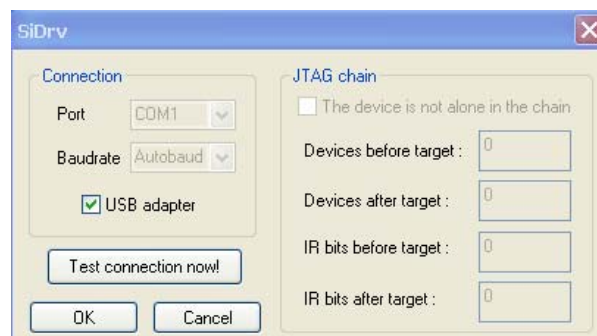 SiDrv
Connection
Port
COM1
Baudrate
Autobaud
USB adapter
Test connection now!
OK
Cancel
JTAG chain
The device is not alone in the chain
Devices before target :
0
Devices after target :
0
IR bits before target :
0
IR bits after target :
0